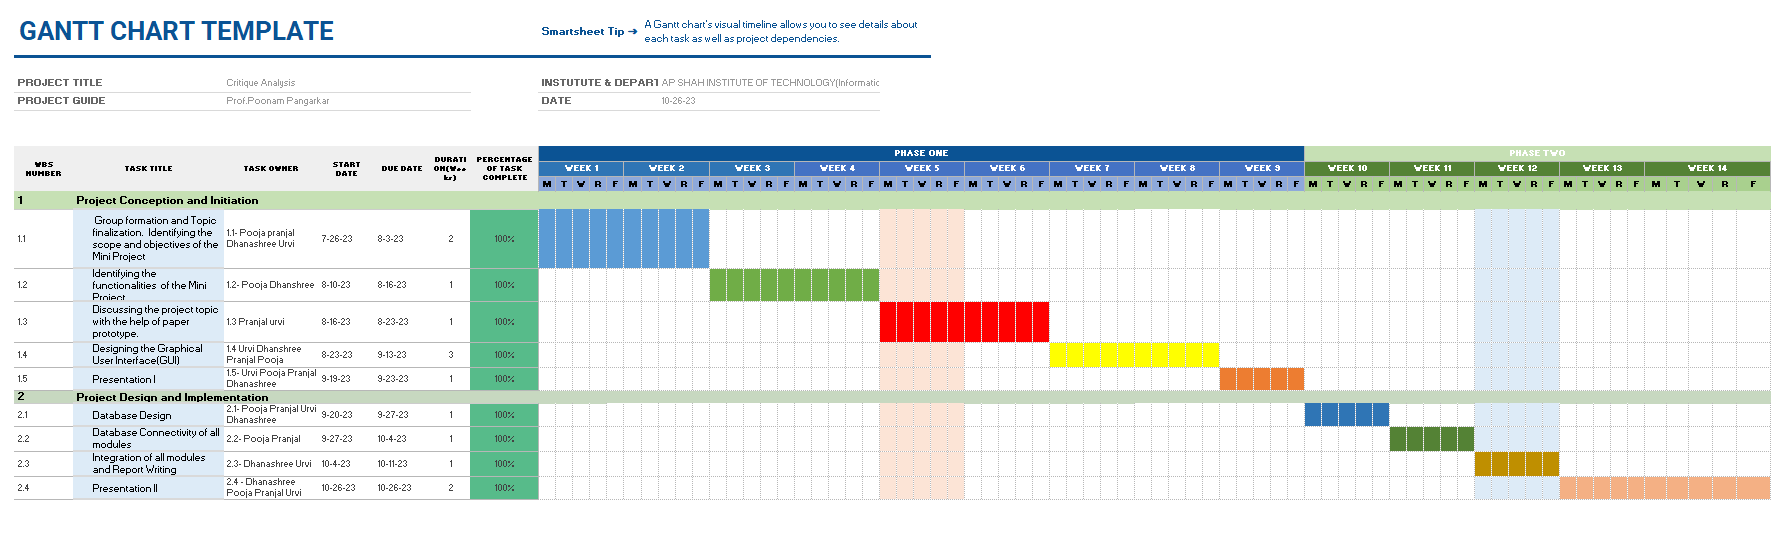 GANTT CHART TEMPLATE
Smartsheet Tip ➔
A Gantt chart's visual timeline allows you to see details about
each task as well as project dependencies.
PROJECT TITLE Critique Analysis
INSTUTUTE & DEPART AP SHAH INSTITUTE OF TECHNOLOGY(Informatic
PROJECT GUIDE Prof.Poonam Pangarkar
DATE 10-26-23
WBS
NUMBER
TASK TITLE
TASK OWNER
START
DATE
DUE DATE
DURATI
ON(Wee
ks)
PERCENTAGE
OF TASK
COMPLETE
PHASE ONE PHASE TWO
WEEK 1 WEEK 2 WEEK 3 WEEK 4 WEEK 5 WEEK 6 WEEK 7 WEEK 8 WEEK 9 WEEK 10 WEEK 11 WEEK 12 WEEK 13 WEEK 14
M T W R F M T W R F M T W R F M T W R F M T W R F M T W R F M T W R F M T W R F M T W R F M T W R F M T W R F M T W R F M T W R F M T W R F
1 Project Conception and Initiation
1.1
Group formation and Topic
finalization. Identifying the
scope and objectives of the
Mini Project
1.1- Pooja pranjal
Dhanashree Urvi
7-26-23 8-3-23 2 100%
1.2
Identifying the
functionalities of the Mini
Project
1.2- Pooja Dhanshree 8-10-23 8-16-23 1 100%
1.3
Discussing the project topic
with the help of paper
prototype.
1.3 Pranjal urvi 8-16-23 8-23-23 1 100%
1.4
Designing the Graphical
User Interface(GUI)
1.4 Urvi Dhanshree
Pranjal Pooja
8-23-23 9-13-23 3 100%
1.5 Presentation I
1.5- Urvi Pooja Pranjal
Dhanashree
9-19-23 9-23-23 1 100%
2 Project Design and Implementation
2.1 Database Design
2.1- Pooja Pranjal Urvi
Dhanashree
9-20-23 9-27-23 1 100%
2.2
Database Connectivity of all
modules
2.2- Pooja Pranjal 9-27-23 10-4-23 1 100%
2.3
Integration of all modules
and Report Writing
2.3- Dhanashree Urvi 10-4-23 10-11-23 1 100%
2.4 Presentation II
2.4 - Dhanashree
Pooja Pranjal Urvi
10-26-23 10-26-23 2 100%